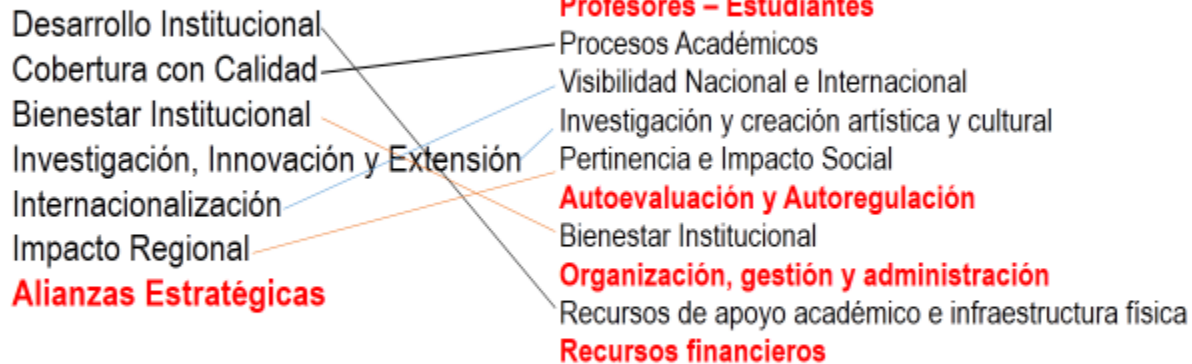 Desarrollo Institucional
Cobertura con Calidad
Bienestar Institucional
Investigación, Innovación y Extensión
Internacionalización
Impacto Regional
Alianzas Estratégicas
Profesores – Estudiantes
Procesos Académicos
Visibilidad Nacional e Internacional
Investigación y creación artística y cultural
Pertinencia e Impacto Social
Autoevaluación y Autoregulación
Bienestar Institucional
Organización, gestión y administración
Recursos de apoyo académico e infraestructura física
Recursos financieros